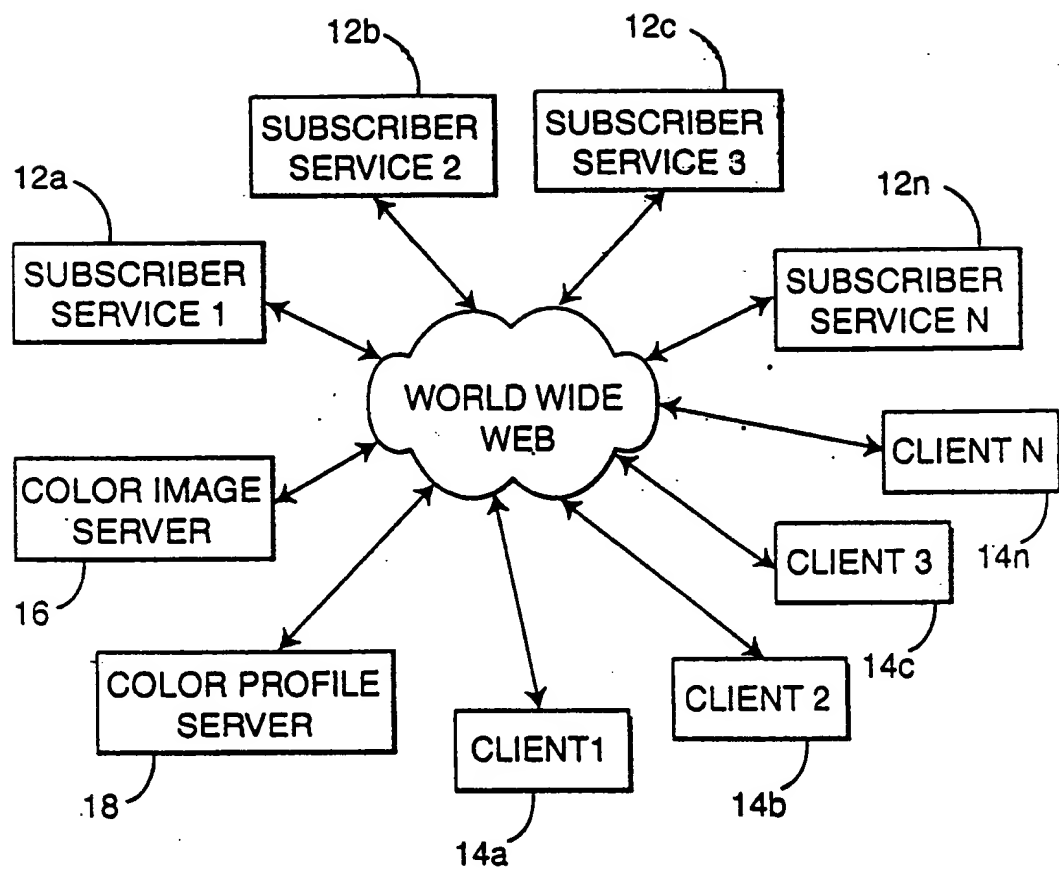 12b
12c
SUBSCRIBER
SERVICE 2
SUBSCRIBER
SERVICE 3
12a
12n
SUBSCRIBER
SERVICE 1
SUBSCRIBER
SERVICE N
WORLD WIDE
WEB
CLIENT N
COLOR IMAGE
SERVER
CLIENT 3
14n
16
COLOR PROFILE
SERVER
14c
CLIENT 2
CLIENT1
18
14b
14a